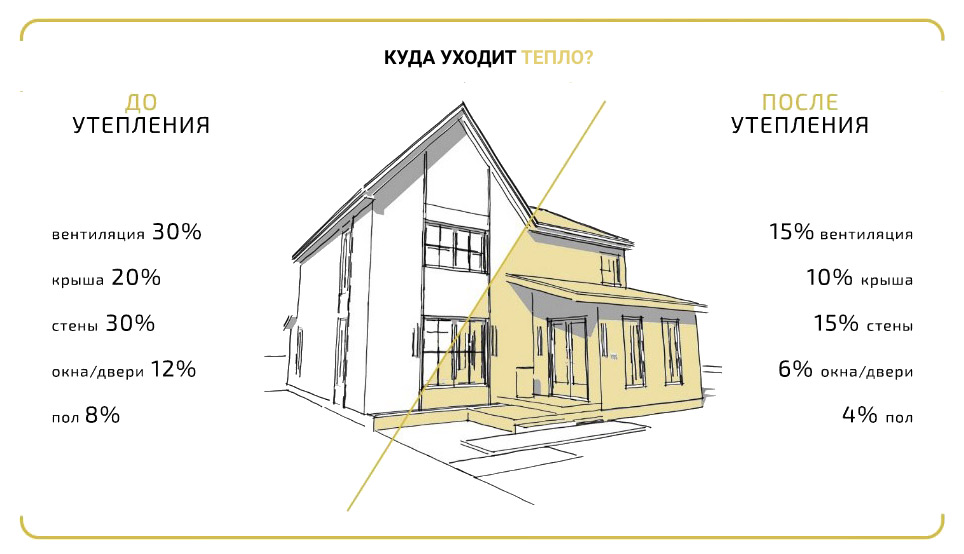 КУДА УХОДИТ ТЕПЛО?
ДО
УТЕПЛЕНИЯ
вентиляция 30%
крыша 20%
стены 30%
окна/двери 12%
пол 8%
ПОСЛЕ
УТЕПЛЕНИЯ
15% вентиляция
10% крыша
15% стены
6% окна/двери
4% пол